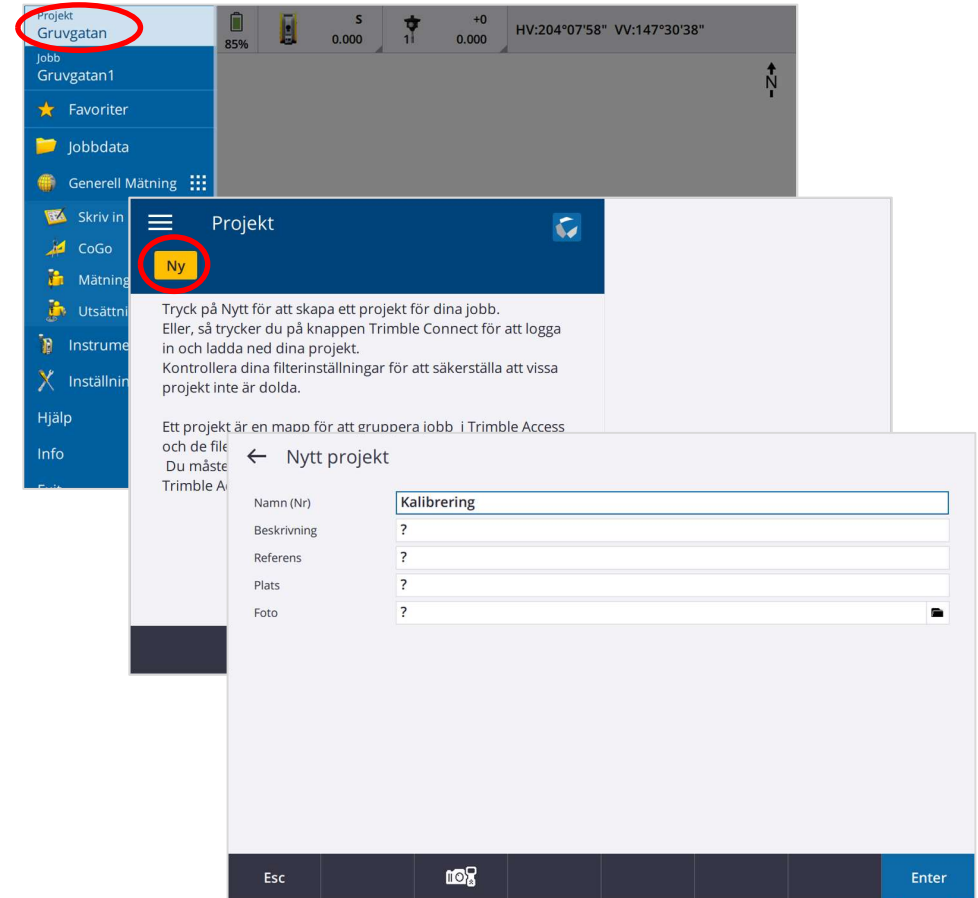 Projekt
Gruvgatan
Jobb
Gruvgatan1
Favoriter
Jobbdata
Generell Mätning
Skriv in
CoGo
Mätning
Utsättni
Instrume
Inställnin
Hjälp
Info
85%
S
0.000
+0
0.000
HV:204°07'58" VV:147°30'38"
N
Projekt
Ny
Tryck på Nytt för att skapa ett projekt för dina jobb.
Eller, så trycker du på knappen Trimble Connect för att logga
in och ladda ned dina projekt.
Kontrollera dina filterinställningar för att säkerställa att vissa
projekt inte är dolda.
Ett projekt är en mapp för att gruppera jobb i Trimble Access
och de file
Du måste
Trimble A
Nytt projekt
Namn (Nr) Kalibrering
Beskrivning ?
Referens ?
Plats ?
Foto ?
Esc
Enter